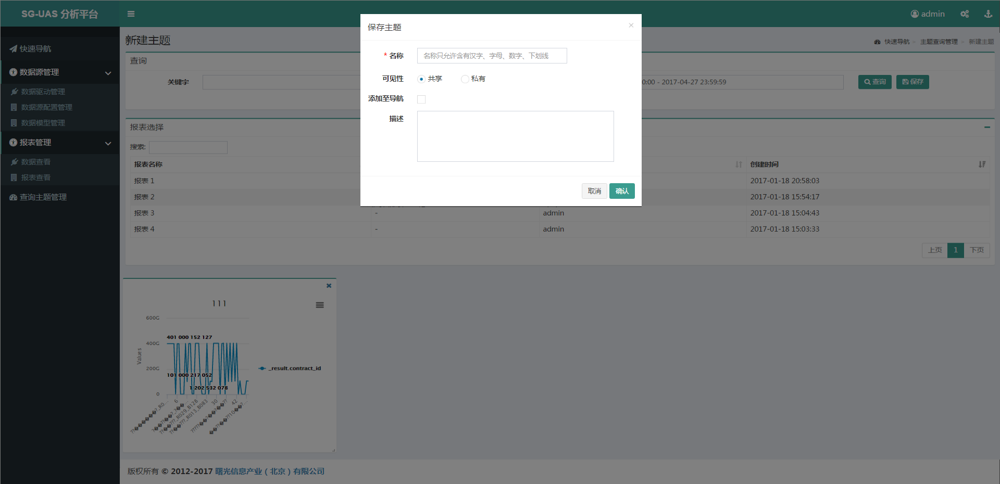 SG-UAS 分析平台
admin
快速导航
数据源管理
数据驱动管理
数据源配置管理
数据模型管理
报表管理
数据查看
报表查看
查询主题管理
新建主题
快速导航 > 主题查询管理 > 新建主题
查询
关键字
0:00 - 2017-04-27 23:59:59
查询
保存
保存主题
×
* 名称
名称只允许含有汉字、字母、数字、下划线
可见性
共享
私有
添加至导航
描述
取消
确认
报表选择
搜索:
报表名称
创建时间
报表 1
2017-01-18 20:58:03
报表 2
2017-01-18 15:54:17
报表 3 - admin 2017-01-18 15:04:43
报表 4 - admin 2017-01-18 15:03:33
上页 1 下页
111
600G
400G
200G
0
Values
401 000 152 127
101 000 217 052
1 202 532 078
_result.contract_id
6
30
42
版权所有 © 2012-2017 曙光信息产业（北京）有限公司